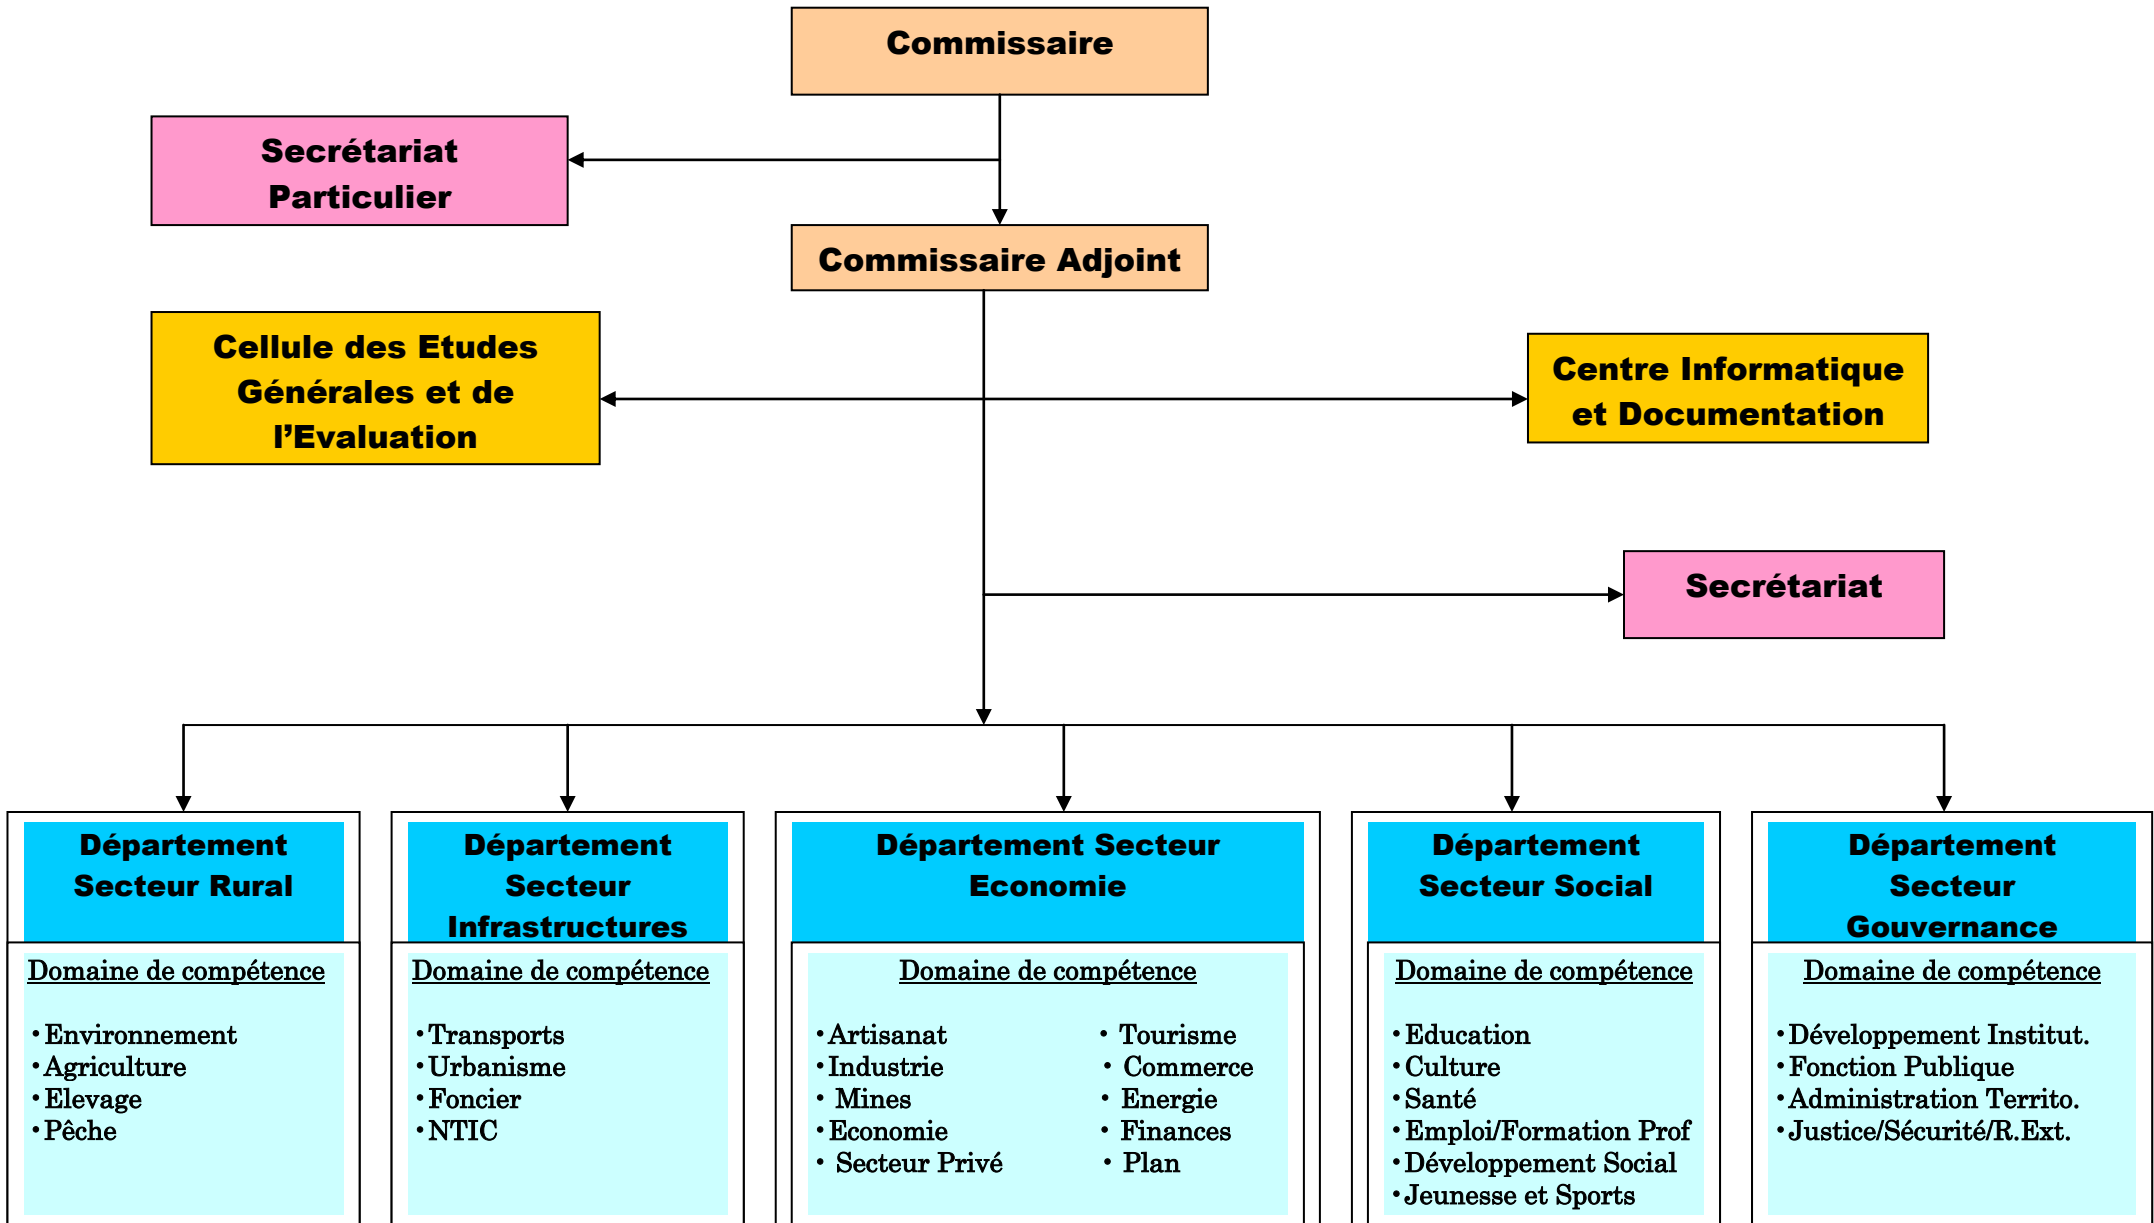 Commissaire
Secrétariat
Particulier
Commissaire Adjoint
Cellule des Etudes
Générales et de
l’Evaluation
Centre Informatique
et Documentation
Secrétariat
Département
Secteur Rural
Domaine de compétence
・Environnement
・Agriculture
・Elevage
・Pêche
Département
Secteur
Infrastructures
Domaine de compétence
・Transports
・Urbanisme
・Foncier
・NTIC
Département Secteur
Economie
Domaine de compétence
・Artisanat ・ Tourisme
・Industrie ・ Commerce
・ Mines ・ Energie
・Economie ・ Finances
・ Secteur Privé ・ Plan
Département
Secteur Social
Domaine de compétence
・Education
・Culture
・Santé
・Emploi/Formation Prof
・Développement Social
・Jeunesse et Sports
Département
Secteur
Gouvernance
Domaine de compétence
・Développement Institut.
・Fonction Publique
・Administration Territo.
・Justice/Sécurité/R.Ext.